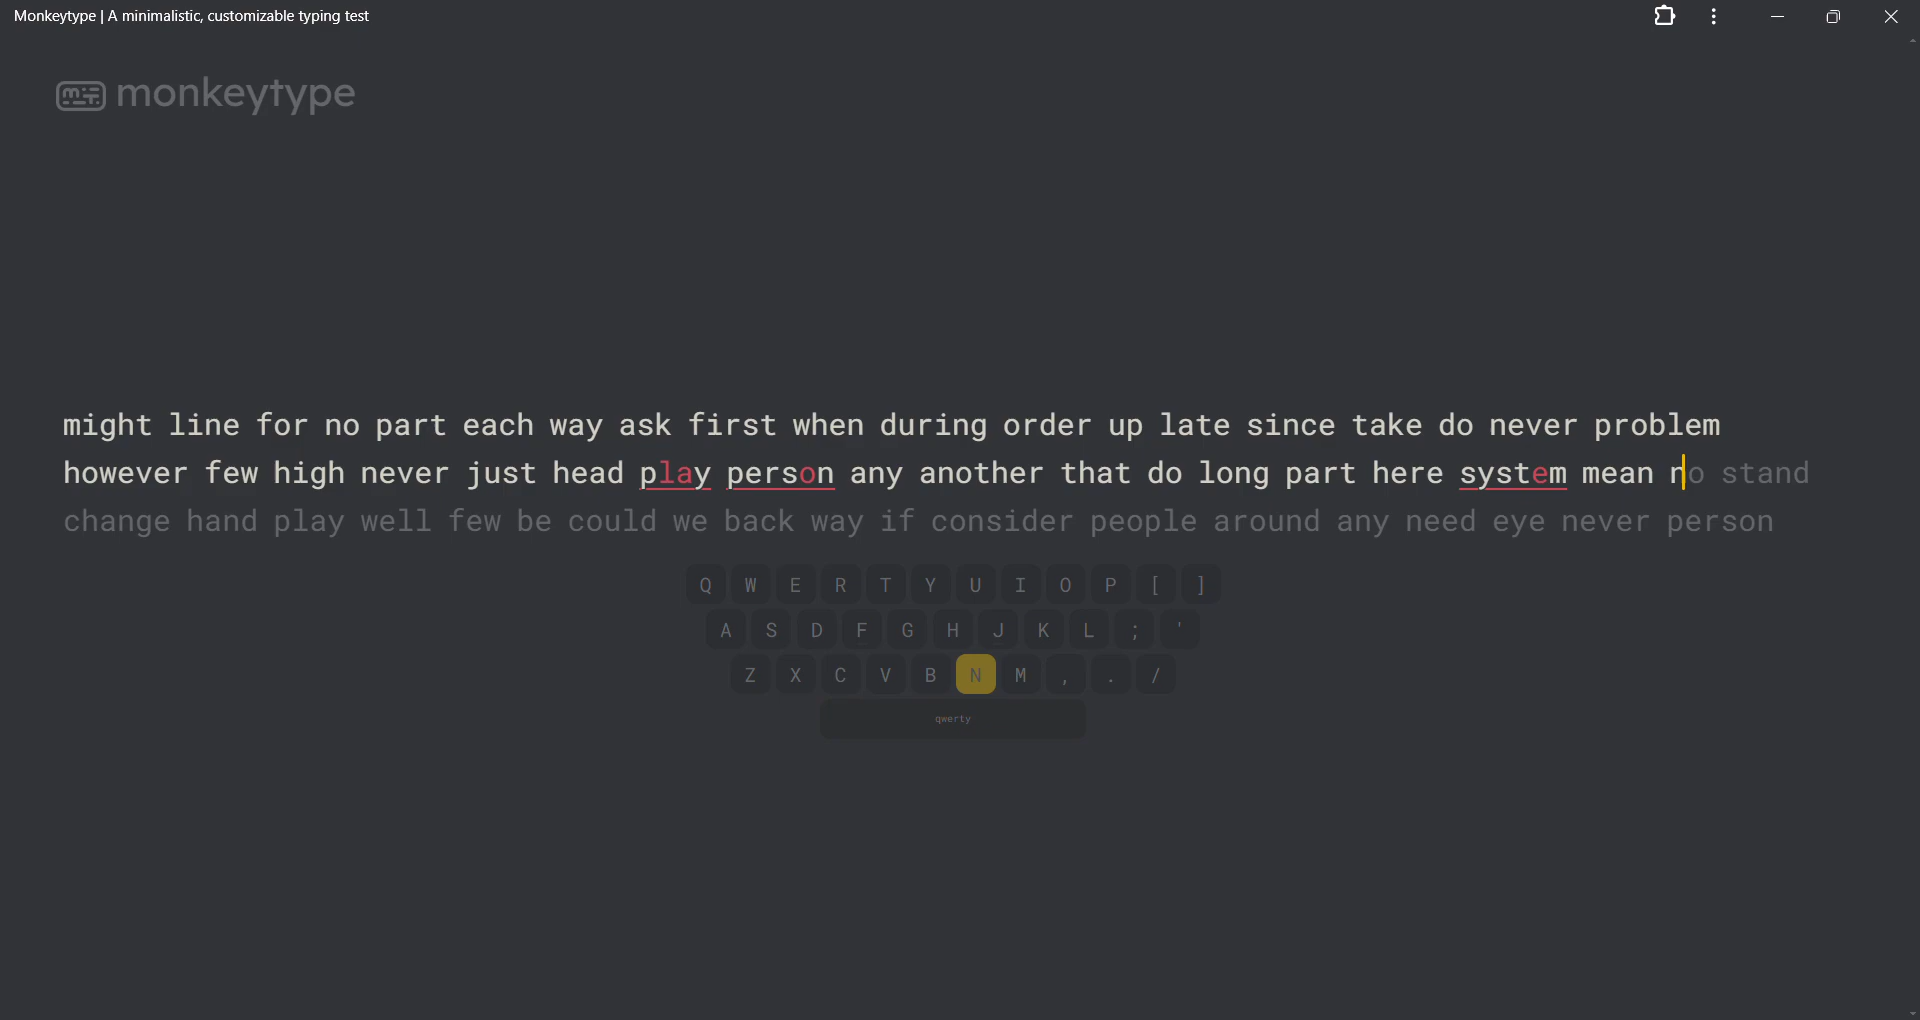 Monkeytype | A minimalistic, customizable typing test
monkeytype
might line for no part each way ask first when during order up late since take do never problem
however few high never just head play person any another that do long part here system mean no stand
change hand play well few be could we back way if consider people around any need eye never person
Q W E R T Y U I O P [ ]
A S D F G H J K L ; '
Z X C V B N M , . /
qwerty